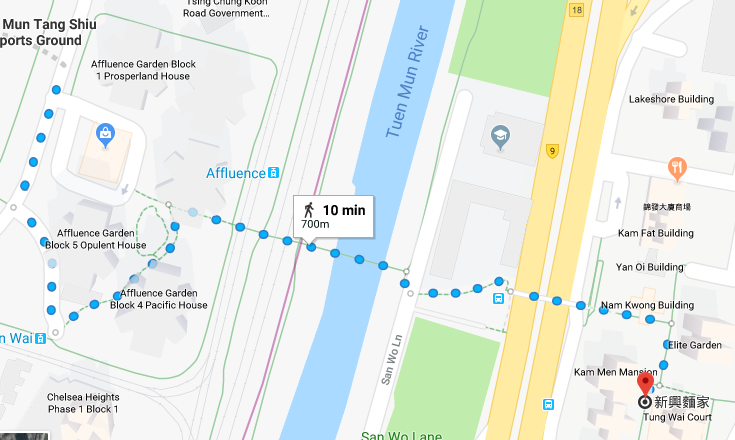 Tsing Chung Koon
Road Government...
Mun Tang Shiu
ports Ground
Affluence Garden Block
1 Prosperland House
Tuen Mun River
18
Lakeshore Building
9
Affluence
10 min
700m
錦發大廈商場
Kam Fat Building
Affluence Garden
Block 5 Opulent House
Yan Oi Building
Affluence Garden
Block 4 Pacific House
Nam Kwong Building
n Wai
San Wo Ln
Elite Garden
Kam Men Mansion
Chelsea Heights
Phase 1 Block 1
新興麵家
Tung Wai Court
San Wo Lane